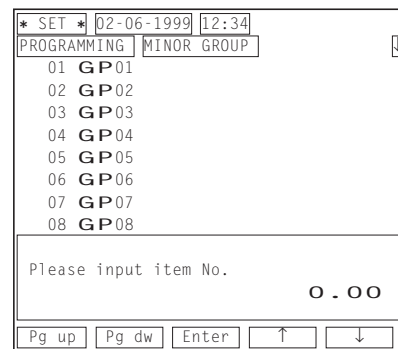 * SET * 02-06-1999 12:34
PROGRAMMING MINOR GROUP ↓
01 GP01
02 GP02
03 GP03
04 GP04
05 GP05
06 GP06
07 GP07
08 GP08
Please input item No.
0.00
Pg up Pg dw Enter ↑ ↓